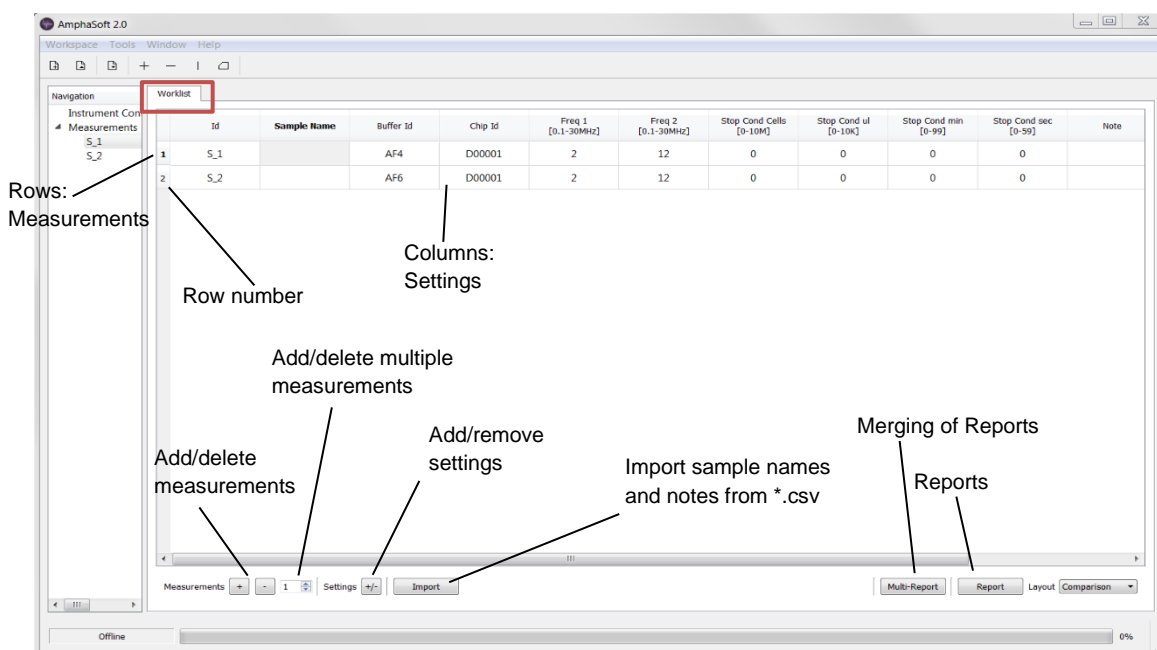 AmphaSoft 2.0
Workspace Tools Window Help
Navigation
Instrument Con
Measurements
S_1
S_2
Worklist
Id Sample Name Buffer Id Chip Id Freq 1 [0.1-30MHz] Freq 2 [0.1-30MHz] Stop Cond Cells [0-10M] Stop Cond ul [0-10K] Stop Cond min [0-99] Stop Cond sec [0-59] Note
1 S_1 AF4 D00001 2 12 0 0 0 0
2 S_2 AF6 D00001 2 12 0 0 0 0
Rows:
Measurements
Columns:
Settings
Row number
Add/delete multiple
measurements
Add/delete
measurements
Add/remove
settings
Import sample names
and notes from *.csv
Merging of Reports
Reports
Measurements + - 1 Settings +/- Import Multi-Report Report Layout Comparison
Offline 0%